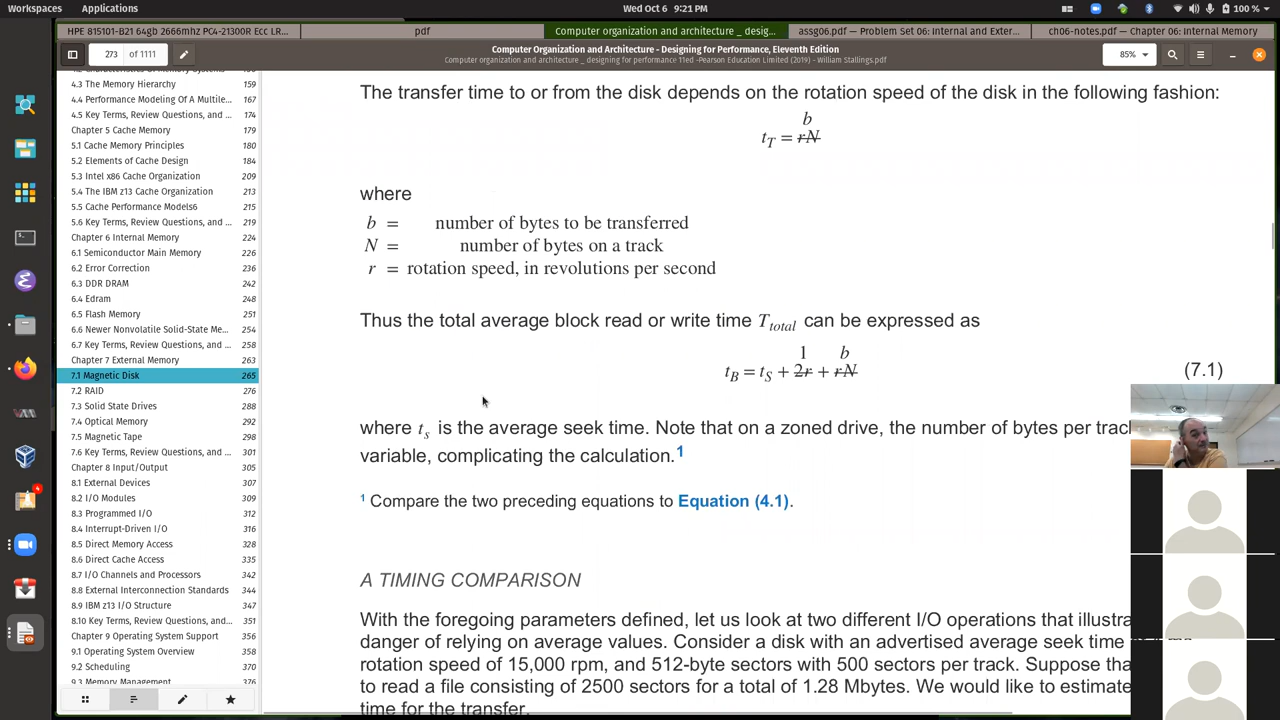 Workspaces Applications
Wed Oct 6 9:21 PM
100 %
HPE 815101-B21 64gb 2666mhz PC4-21300R Ecc LR...
pdf
Computer organization and architecture _ desig...
assg06.pdf — Problem Set 06: Internal and Exter...
ch06-notes.pdf — Chapter 06: Internal Memory
273 of 1111
Computer Organization and Architecture - Designing for Performance, Eleventh Edition
Computer organization and architecture _ designing for performance 11ed -Pearson Education Limited (2019) - William Stallings.pdf
85%
4.3 The Memory Hierarchy 159
4.4 Performance Modeling Of A Multile... 167
4.5 Key Terms, Review Questions, and ... 174
Chapter 5 Cache Memory 179
5.1 Cache Memory Principles 180
5.2 Elements of Cache Design 184
5.3 Intel x86 Cache Organization 209
5.4 The IBM z13 Cache Organization 213
5.5 Cache Performance Models6 215
5.6 Key Terms, Review Questions, and ... 219
Chapter 6 Internal Memory 224
6.1 Semiconductor Main Memory 226
6.2 Error Correction 236
6.3 DDR DRAM 242
6.4 Edram 248
6.5 Flash Memory 251
6.6 Newer Nonvolatile Solid-State Me... 254
6.7 Key Terms, Review Questions, and ... 258
Chapter 7 External Memory 263
7.1 Magnetic Disk 265
7.2 RAID 276
7.3 Solid State Drives 288
7.4 Optical Memory 292
7.5 Magnetic Tape 298
7.6 Key Terms, Review Questions, and ... 301
Chapter 8 Input/Output 305
8.1 External Devices 307
8.2 I/O Modules 309
8.3 Programmed I/O 312
8.4 Interrupt-Driven I/O 316
8.5 Direct Memory Access 328
8.6 Direct Cache Access 335
8.7 I/O Channels and Processors 342
8.8 External Interconnection Standards 344
8.9 IBM z13 I/O Structure 347
8.10 Key Terms, Review Questions, and... 351
Chapter 9 Operating System Support 356
9.1 Operating System Overview 358
9.2 Scheduling 370
9.3 Memory Management 376
The transfer time to or from the disk depends on the rotation speed of the disk in the following fashion:
b
tT = rN
where
b = number of bytes to be transferred
N = number of bytes on a track
r = rotation speed, in revolutions per second
Thus the total average block read or write time Ttotal can be expressed as
1 b
tB = tS + 2r + rN (7.1)
where ts is the average seek time. Note that on a zoned drive, the number of bytes per trac
variable, complicating the calculation.1
1 Compare the two preceding equations to Equation (4.1).
A TIMING COMPARISON
With the foregoing parameters defined, let us look at two different I/O operations that illustra
danger of relying on average values. Consider a disk with an advertised average seek time
rotation speed of 15,000 rpm, and 512-byte sectors with 500 sectors per track. Suppose tha
to read a file consisting of 2500 sectors for a total of 1.28 Mbytes. We would like to estimate
time for the transfer.